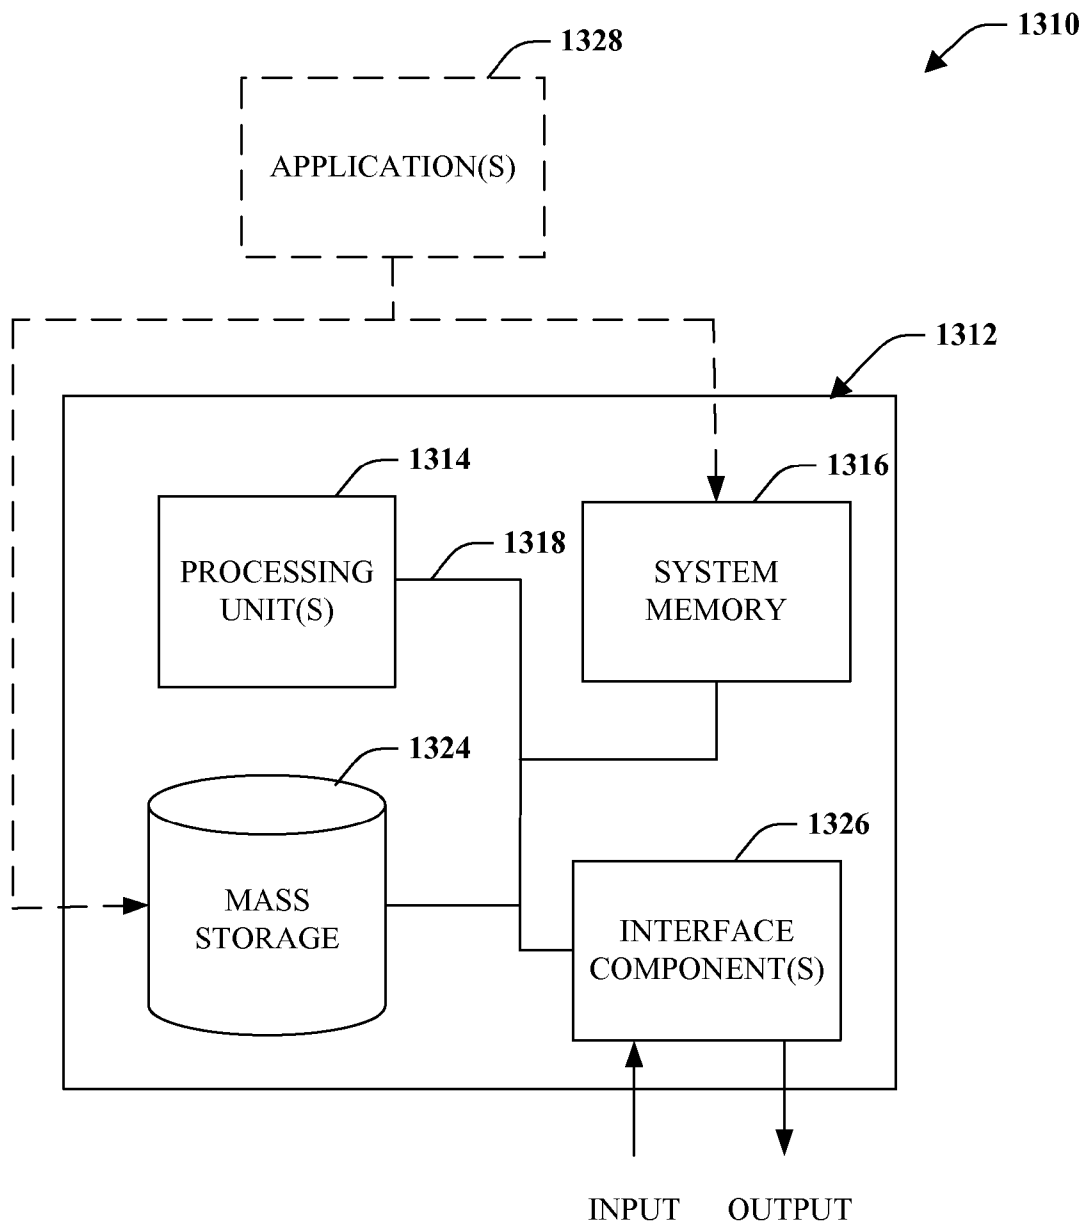 1310
1328
APPLICATION(S)
1312
1314
1316
1318
PROCESSING
UNIT(S)
SYSTEM
MEMORY
1324
1326
MASS
STORAGE
INTERFACE
COMPONENT(S)
INPUT
OUTPUT